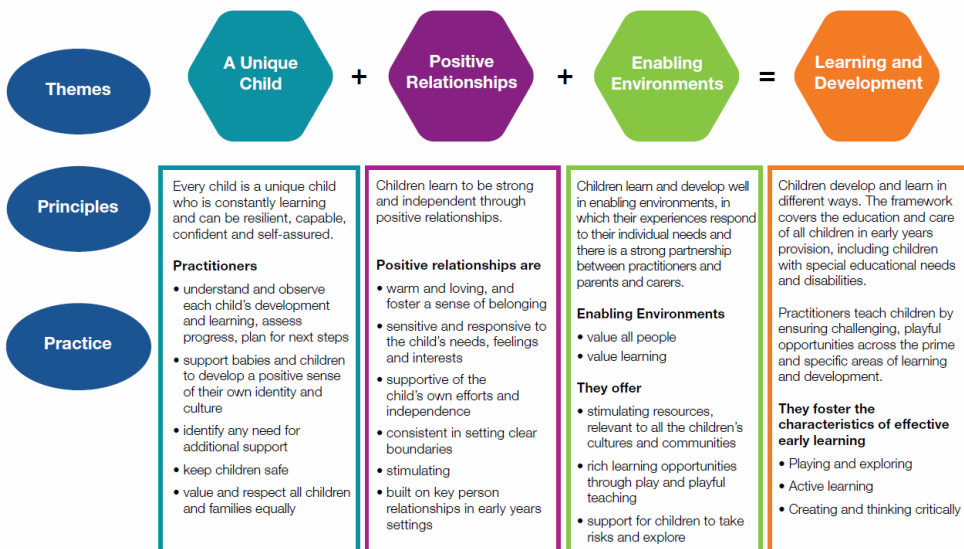 Themes
A Unique
Child
+
Positive
Relationships
+
Enabling
Environments
=
Learning and
Development
Principles
Every child is a unique child
who is constantly learning
and can be resilient, capable,
confident and self-assured.
Children learn to be strong
and independent through
positive relationships.
Children learn and develop well
in enabling environments, in
which their experiences respond
to their individual needs and
there is a strong partnership
between practitioners and
parents and carers.
Children develop and learn in
different ways. The framework
covers the education and care
of all children in early years
provision, including children
with special educational needs
and disabilities.
Practice
Practitioners
• understand and observe
each child's development
and learning, assess
progress, plan for next steps
• support babies and children
to develop a positive sense
of their own identity and
culture
• identify any need for
additional support
• keep children safe
• value and respect all children
and families equally
Positive relationships are
• warm and loving, and
foster a sense of belonging
• sensitive and responsive to
the child's needs, feelings
and interests
• supportive of the
child's own efforts and
independence
• consistent in setting clear
boundaries
• stimulating
• built on key person
relationships in early years
settings
Enabling Environments
• value all people
• value learning
They offer
• stimulating resources,
relevant to all the children's
cultures and communities
• rich learning opportunities
through play and playful
teaching
• support for children to take
risks and explore
Practitioners teach children by
ensuring challenging, playful
opportunities across the prime
and specific areas of learning
and development.
They foster the
characteristics of effective
early learning
• Playing and exploring
• Active learning
• Creating and thinking critically